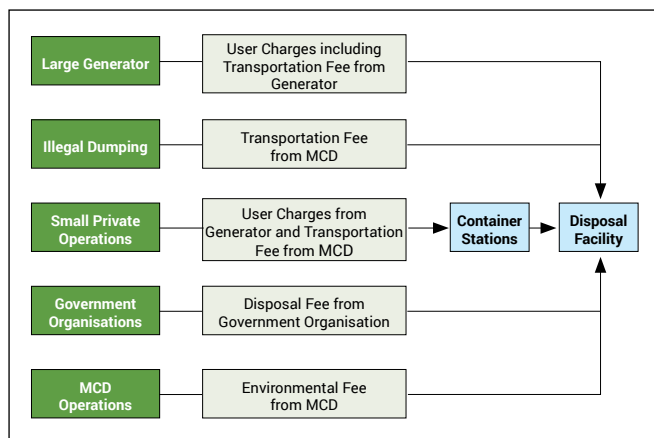 Large Generator
User Charges including
Transportation Fee from
Generator
Illegal Dumping
Transportation Fee
from MCD
Small Private
Operations
User Charges from
Generator and Transportation
Fee from MCD
Container
Stations
Disposal
Facility
Government
Organisations
Disposal Fee from
Government Organisation
MCD
Operations
Environmental Fee
from MCD